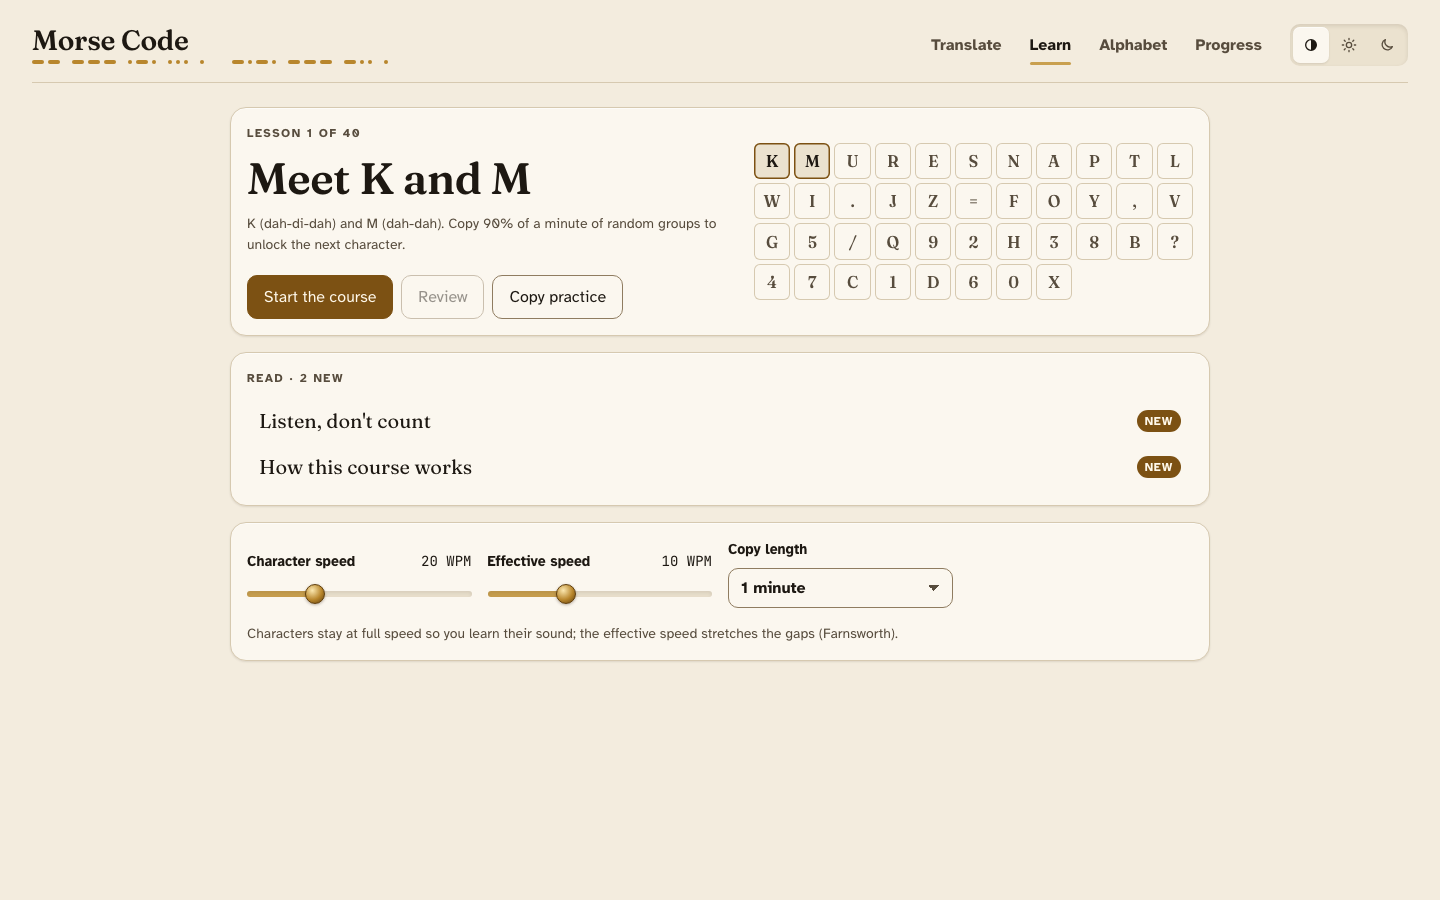 Morse Code
Translate
Learn
Alphabet
Progress
LESSON 1 OF 40
Meet K and M
K (dah-di-dah) and M (dah-dah). Copy 90% of a minute of random groups to
unlock the next character.
Start the course
Review
Copy practice
K M U R E S N A P T L
W I . J Z = F O Y , V
G 5 / Q 9 2 H 3 8 B ?
4 7 C 1 D 6 0 X
READ · 2 NEW
Listen, don't count
NEW
How this course works
NEW
Character speed
20 WPM
Effective speed
10 WPM
Copy length
1 minute
Characters stay at full speed so you learn their sound; the effective speed stretches the gaps (Farnsworth).